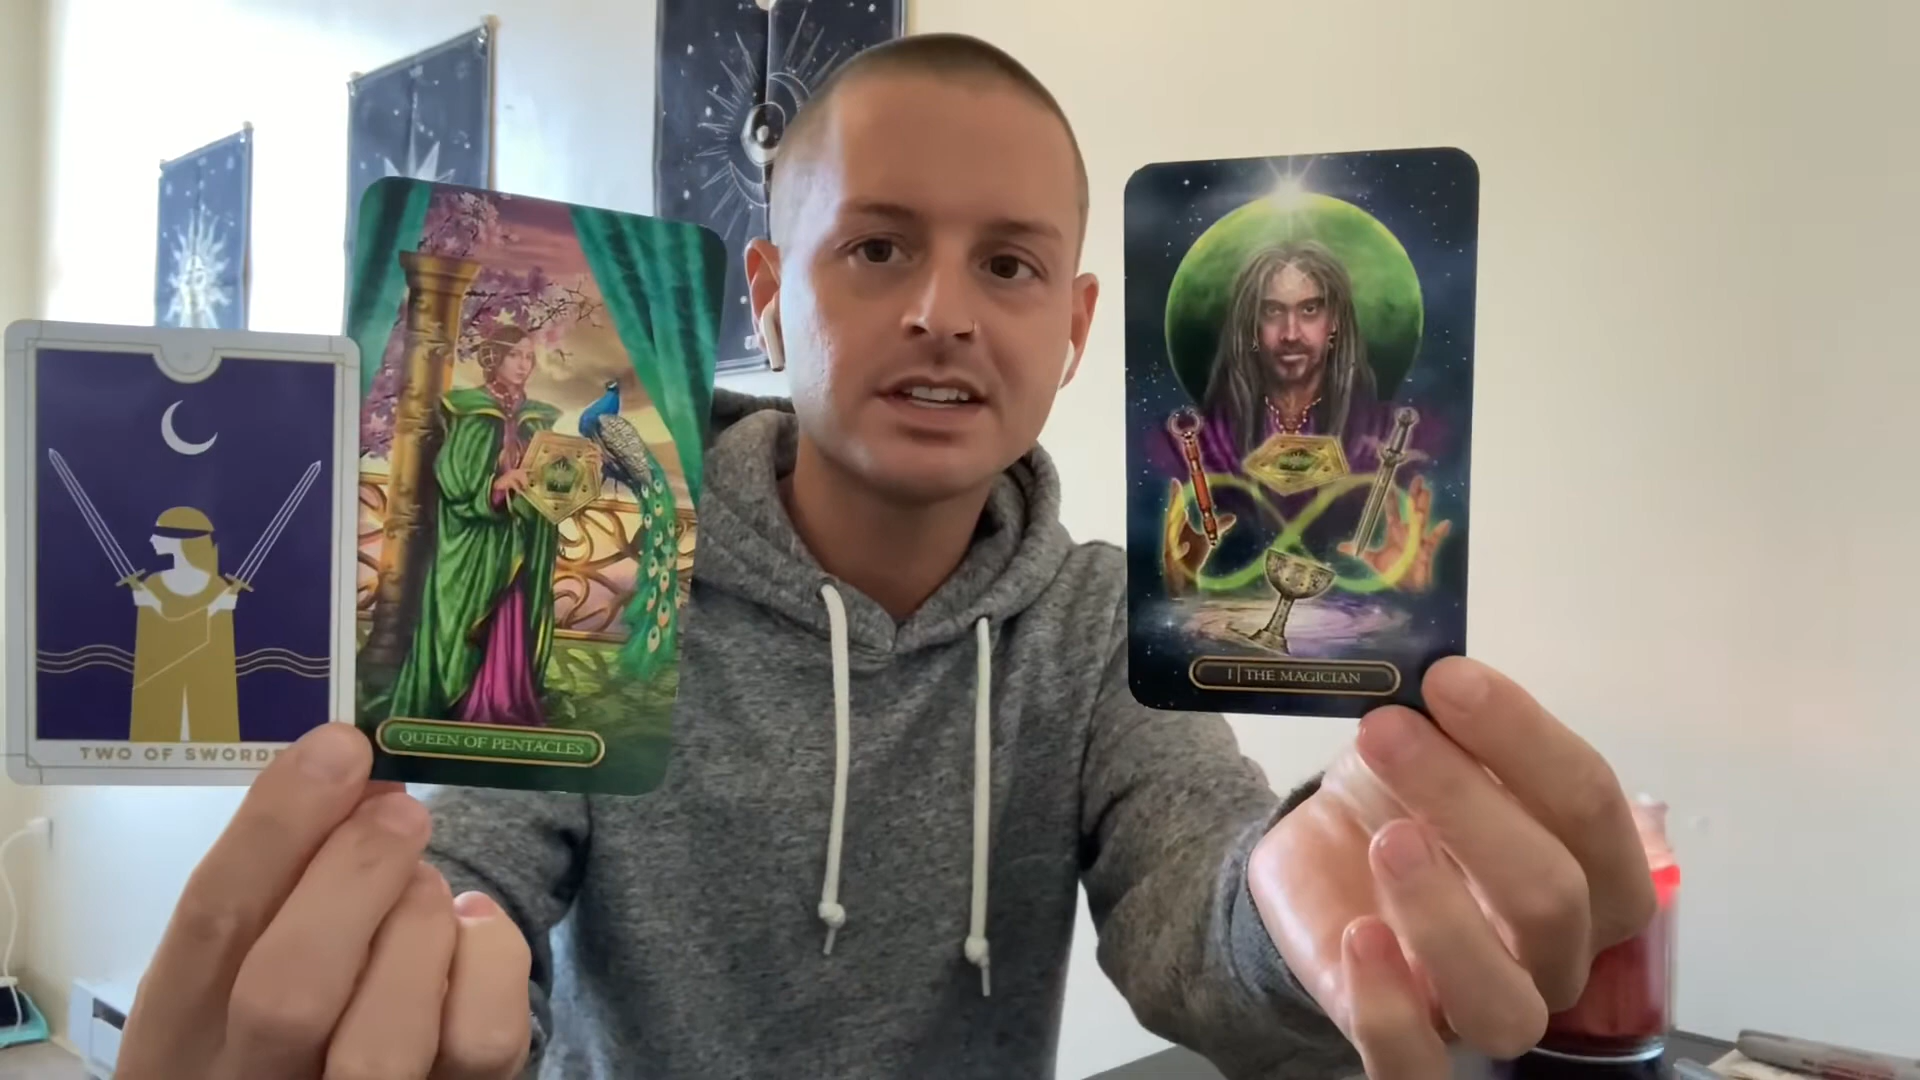 TWO OF SWORDS
QUEEN OF PENTACLES
I | THE MAGICIAN